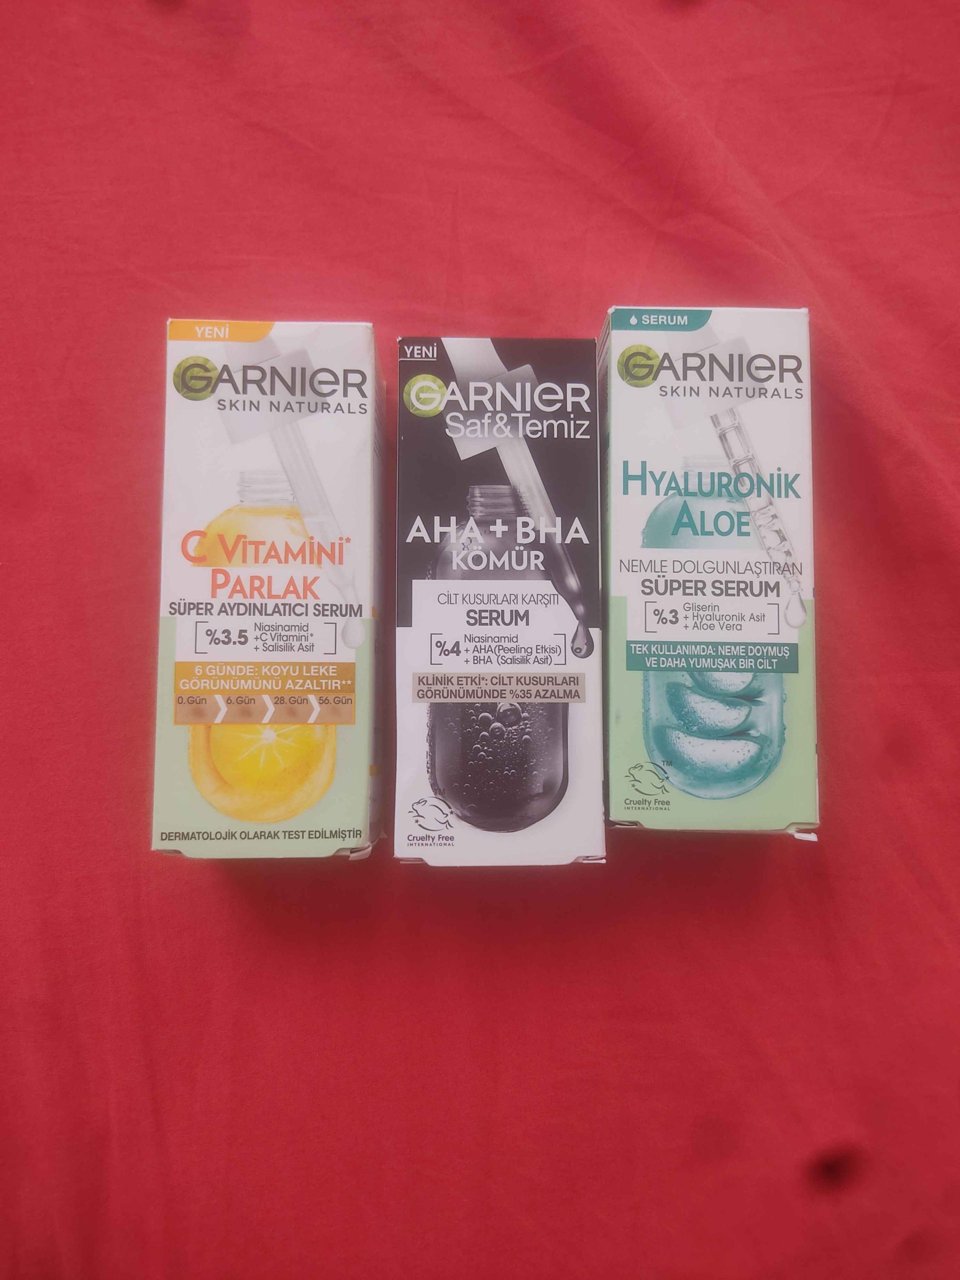 YENİ
GARNIER
SKIN NATURALS
C VİTAMİNİ*
PARLAK
SÜPER AYDINLATICI SERUM
%3.5
Niasinamid
+C Vitamini*
+ Salisilik Asit
6 GÜNDE: KOYU LEKE
GÖRÜNÜMÜNÜ AZALTIR**
0. Gün 6. Gün 28. Gün 56. Gün
DERMATOLOJİK OLARAK TEST EDİLMİŞTİR
YENİ
GARNIER
Saf&Temiz
AHA + BHA
KÖMÜR
CİLT KUSURLARI KARŞITI
SERUM
%4
Niasinamid
+ AHA(Peeling Etkisi)
+ BHA (Salisilik Asit)
KLİNİK ETKİ*: CİLT KUSURLARI
GÖRÜNÜMÜNDE %35 AZALMA
TM
Cruelty Free
INTERNATIONAL
SERUM
GARNIER
SKIN NATURALS
HYALURONİK
ALOE
NEMLE DOLGUNLAŞTIRAN
SÜPER SERUM
%3
Gliserin
+ Hyaluronik Asit
+ Aloe Vera
TEK KULLANIMDA: NEME DOYMUŞ
VE DAHA YUMUŞAK BİR CİLT
TM
Cruelty Free
INTERNATIONAL